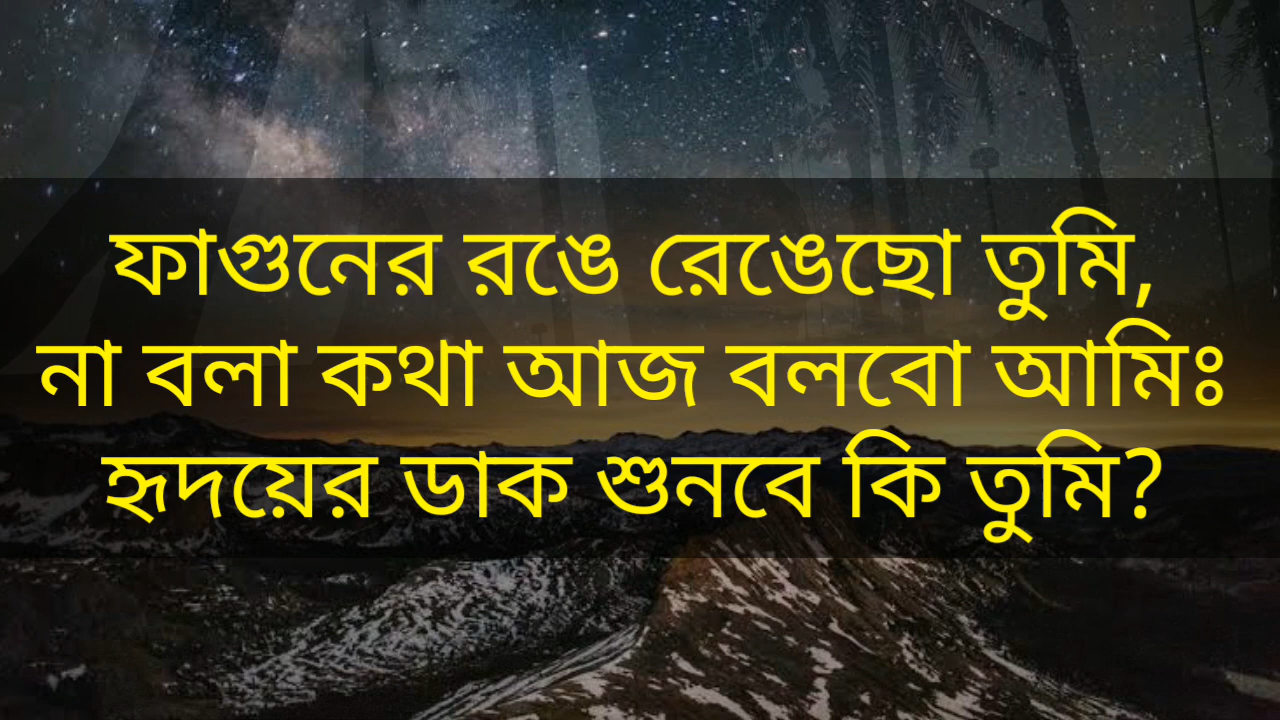 ফাগুনের রঙে রেঙেছো তুমি,
না বলা কথা আজ বলবো আমিঃ
হৃদয়ের ডাক শুনবে কি তুমি?